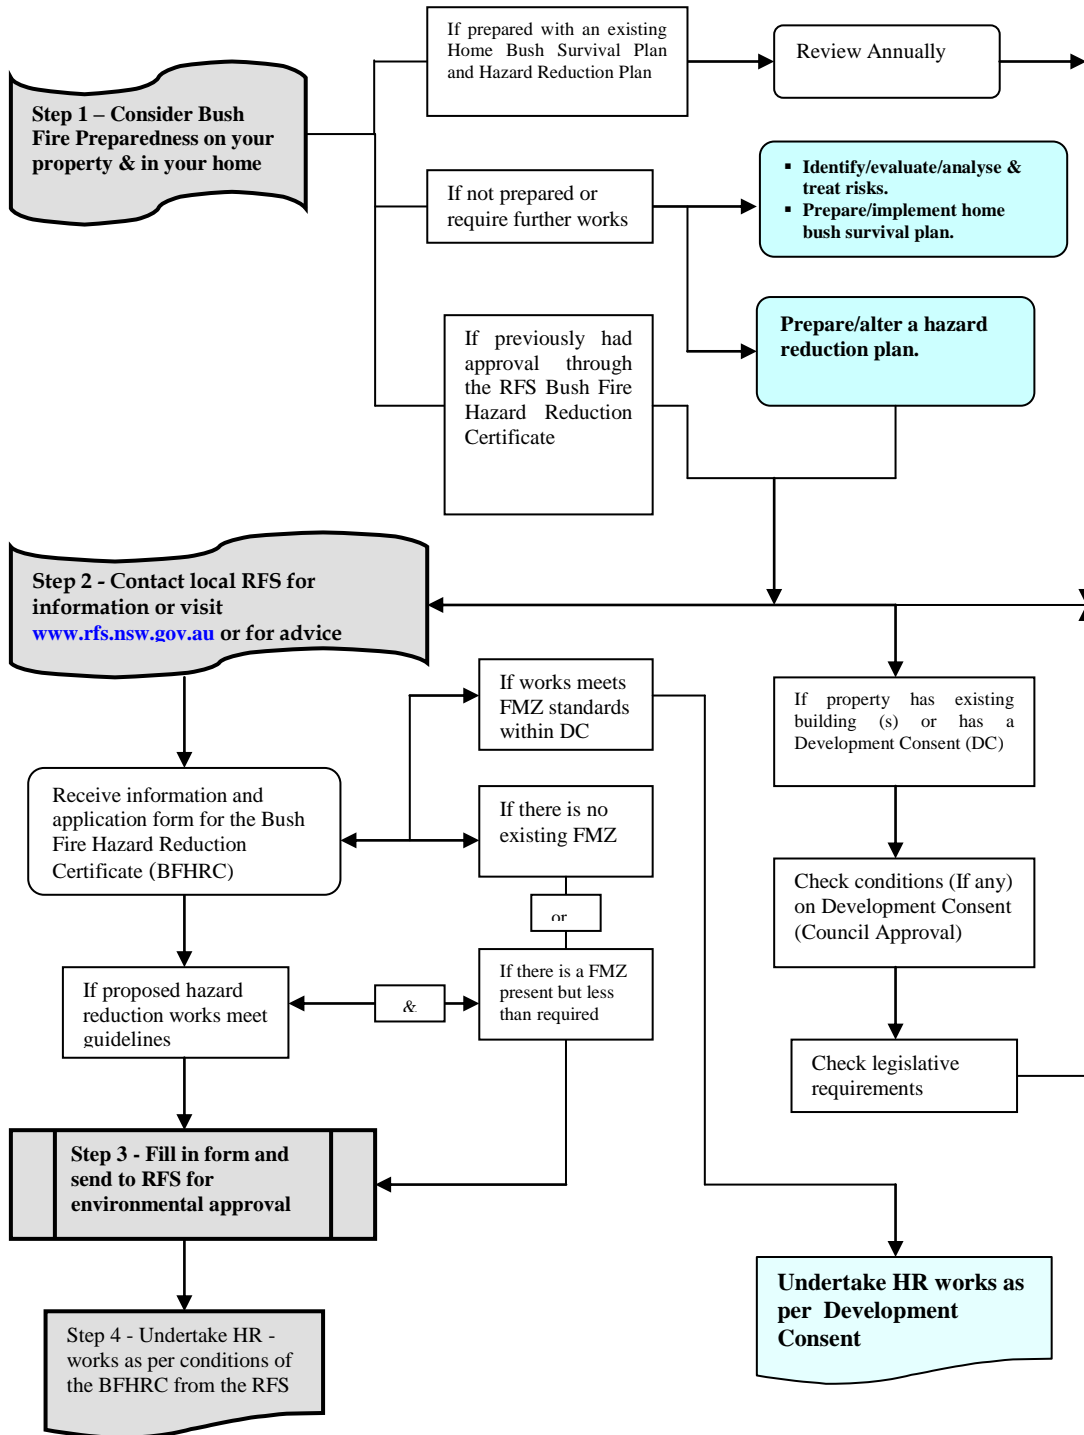 If prepared with an existing
Home Bush Survival Plan
and Hazard Reduction Plan
Review Annually
Step 1 – Consider Bush
Fire Preparedness on your
property & in your home
If not prepared or
require further works
▪ Identify/evaluate/analyse &
treat risks.
▪ Prepare/implement home
bush survival plan.
Prepare/alter a hazard
reduction plan.
If previously had
approval through
the RFS Bush Fire
Hazard Reduction
Certificate
Step 2 - Contact local RFS for
information or visit
www.rfs.nsw.gov.au or for advice
If works meets
FMZ standards
within DC
If property has existing
building (s) or has a
Development Consent (DC)
Receive information and
application form for the Bush
Fire Hazard Reduction
Certificate (BFHRC)
If there is no
existing FMZ
or
Check conditions (If any)
on Development Consent
(Council Approval)
If proposed hazard
reduction works meet
guidelines
&
If there is a FMZ
present but less
than required
Check legislative
requirements
Step 3 - Fill in form and
send to RFS for
environmental approval
Undertake HR works as
per Development
Consent
Step 4 - Undertake HR -
works as per conditions of
the BFHRC from the RFS